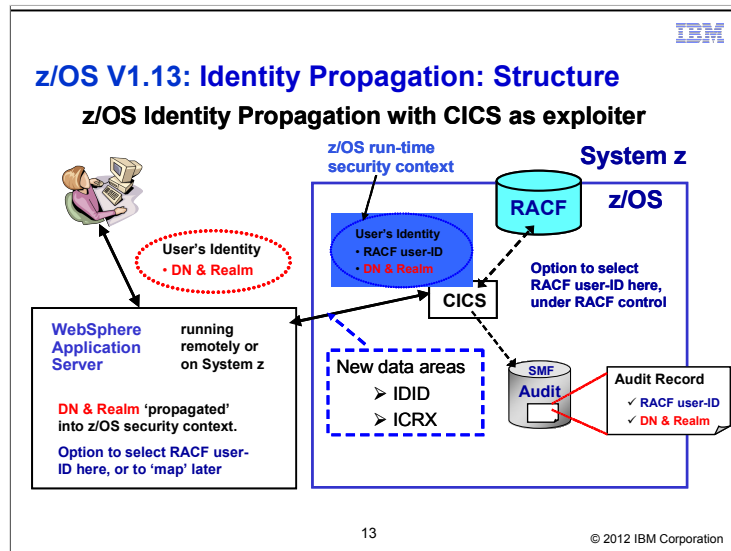 IBM
z/OS V1.13: Identity Propagation: Structure
z/OS Identity Propagation with CICS as exploiter
z/OS run-time
security context
System z
z/OS
RACF
User's Identity
• DN & Realm
User's Identity
• RACF user-ID
• DN & Realm
CICS
Option to select
RACF user-ID here,
under RACF control
WebSphere
Application
Server
running
remotely or
on System z
DN & Realm 'propagated'
into z/OS security context.
Option to select RACF user-
ID here, or to 'map' later
New data areas
➢ IDID
➢ ICRX
SMF
Audit
Audit Record
✓ RACF user-ID
✓ DN & Realm
13
© 2012 IBM Corporation